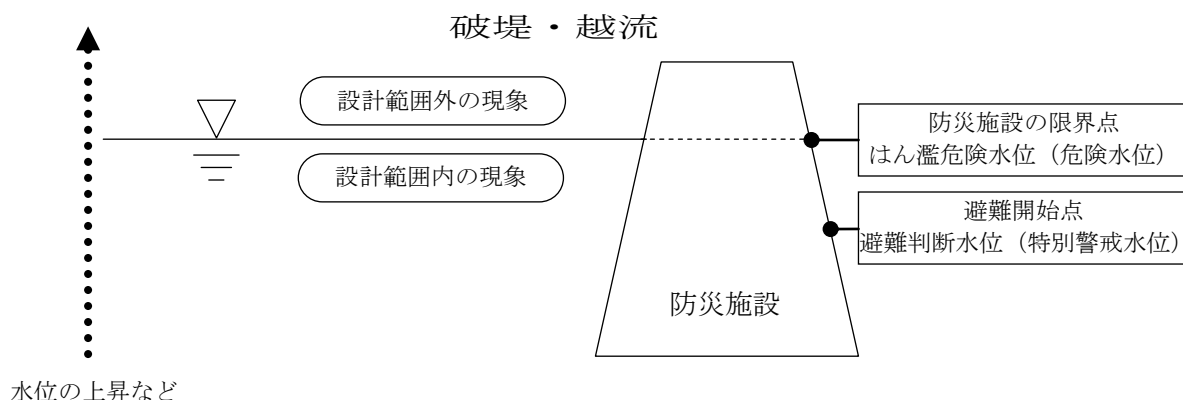 破堤・越流
設計範囲外の現象
設計範囲内の現象
防災施設の限界点
はん濫危険水位（危険水位）
避難開始点
避難判断水位（特別警戒水位）
防災施設
水位の上昇など